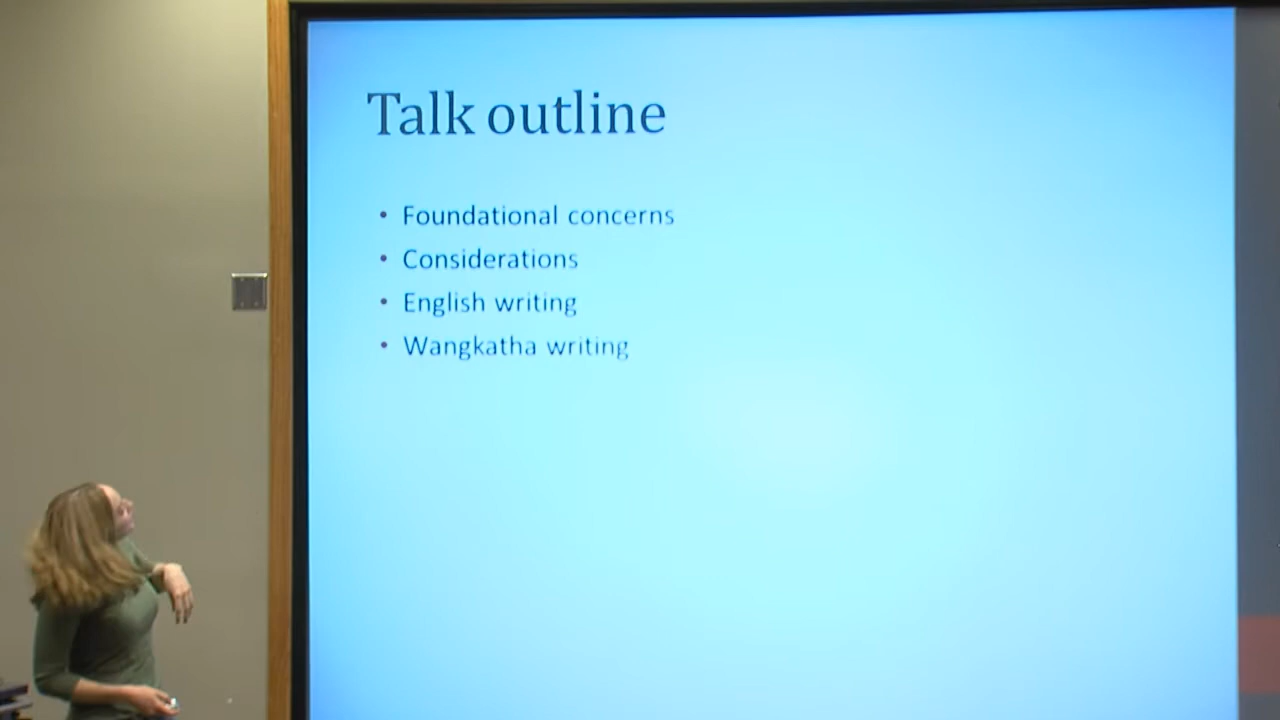 Talk outline
• Foundational concerns
• Considerations
• English writing
• Wangkatha writing